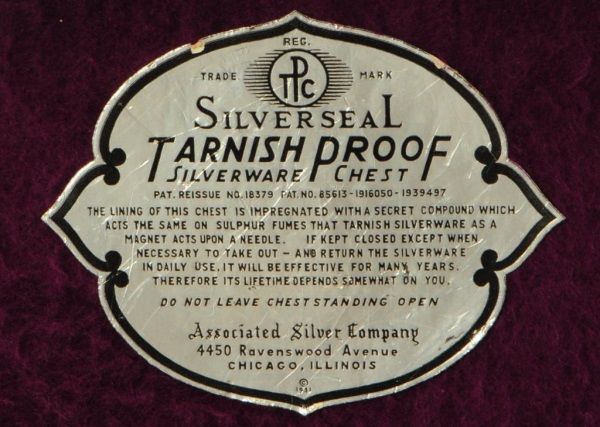 REG.
TRADE TPC MARK
SILVERSEAL
TARNISH PROOF
SILVERWARE CHEST
PAT. REISSUE NO. 18379 PAT. NO. 85613-1916050-1939497
THE LINING OF THIS CHEST IS IMPREGNATED WITH A SECRET COMPOUND WHICH
ACTS THE SAME ON SULPHUR FUMES THAT TARNISH SILVERWARE AS A
MAGNET ACTS UPON A NEEDLE. IF KEPT CLOSED EXCEPT WHEN
NECESSARY TO TAKE OUT - AND RETURN THE SILVERWARE
IN DAILY USE, IT WILL BE EFFECTIVE FOR MANY YEARS.
THEREFORE ITS LIFETIME DEPENDS SOMEWHAT ON YOU.
DO NOT LEAVE CHEST STANDING OPEN
Associated Silver Company
4450 Ravenswood Avenue
CHICAGO, ILLINOIS
©